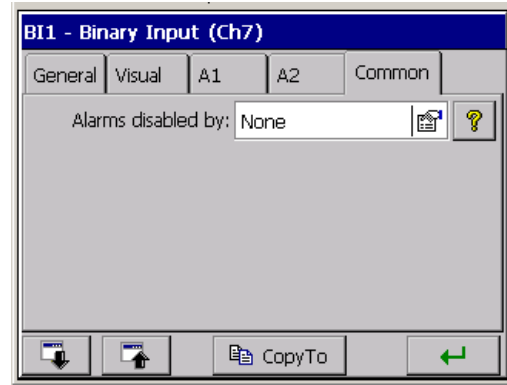 BI1 - Binary Input (Ch7)
General Visual A1 A2 Common
Alarms disabled by: None ?
CopyTo